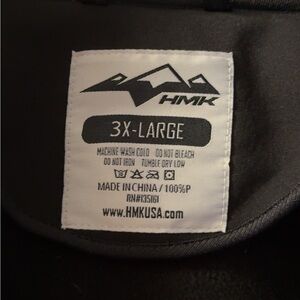 HMK
3X-LARGE
MACHINE WASH COLD DO NOT BLEACH
DO NOT IRON TUMBLE DRY LOW
MADE IN CHINA / 100%P
RN#135161
www.HMKUSA.com